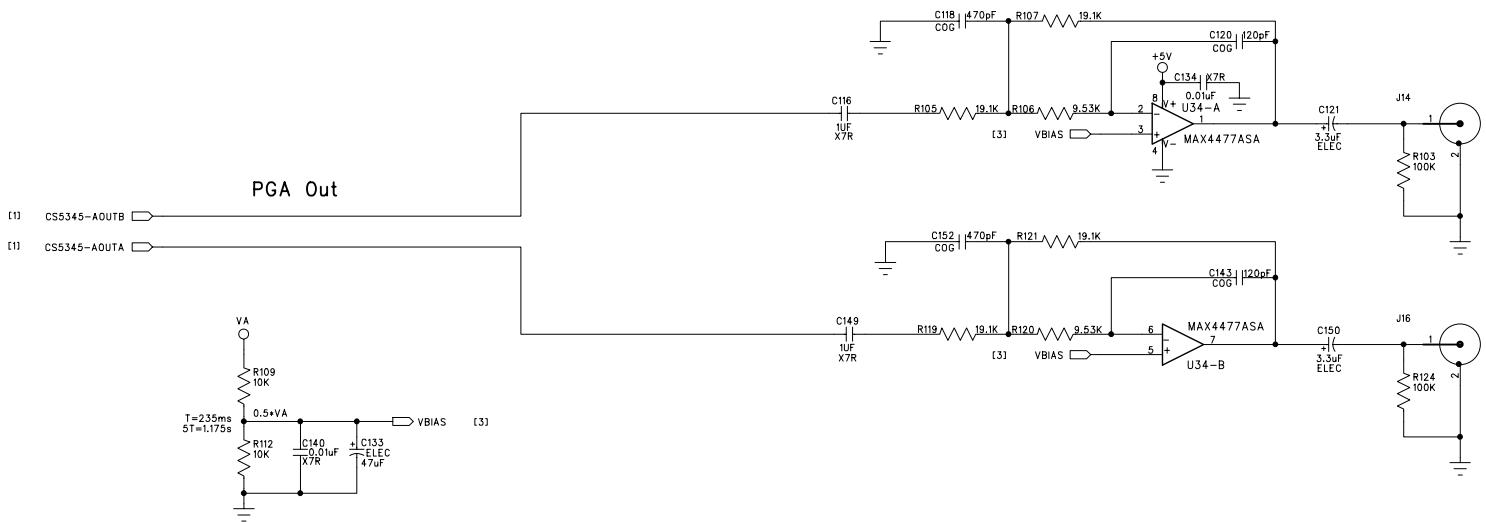 C118 470pF R107 19.1K
COG
C120 120pF
COG
+5V
C134 X7R
0.01uF
C116
1UF
X7R
R105 19.1K R106 9.53K
8 V+ U34-A
2 -
1
[3] VBIAS 3 +
MAX4477ASA
4 V-
C121
+
3.3uF
ELEC
J14
1
2
R103
100K
PGA Out
[1] CS5345-AOUTB
[1] CS5345-AOUTA
C152 470pF R121 19.1K
COG
C143 120pF
COG
C149
1UF
X7R
R119 19.1K R120 9.53K
MAX4477ASA
6 -
7
[3] VBIAS 5 +
U34-B
C150
+
3.3uF
ELEC
J16
1
2
R124
100K
VA
R109
10K
T=235ms
5T=1.175s
0.5*VA
VBIAS [3]
R112
10K
C140
0.01uF
X7R
+ C133
ELEC
47uF